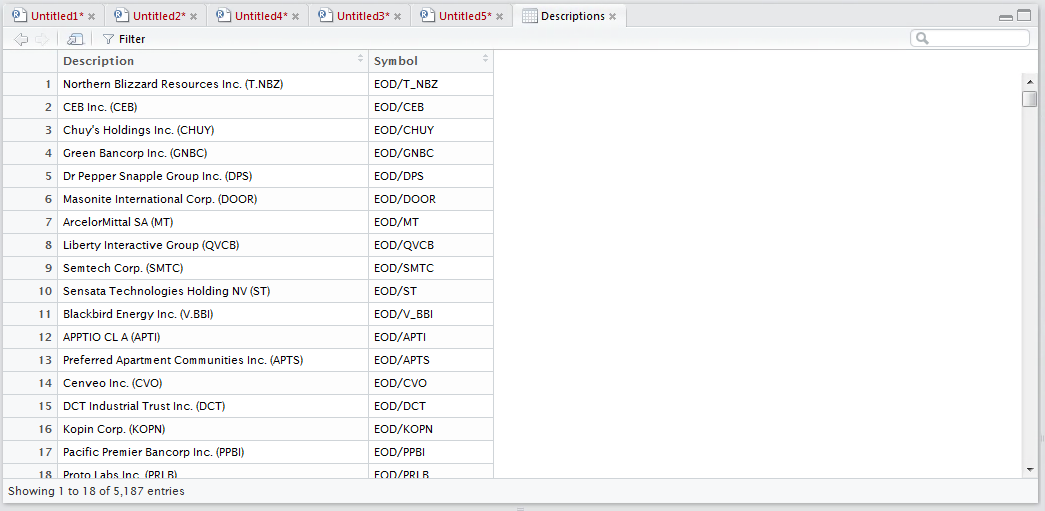 Untitled1* Untitled2* Untitled4* Untitled3* Untitled5* Descriptions
Filter
Description Symbol
1 Northern Blizzard Resources Inc. (T.NBZ) EOD/T_NBZ
2 CEB Inc. (CEB) EOD/CEB
3 Chuy's Holdings Inc. (CHUY) EOD/CHUY
4 Green Bancorp Inc. (GNBC) EOD/GNBC
5 Dr Pepper Snapple Group Inc. (DPS) EOD/DPS
6 Masonite International Corp. (DOOR) EOD/DOOR
7 ArcelorMittal SA (MT) EOD/MT
8 Liberty Interactive Group (QVCB) EOD/QVCB
9 Semtech Corp. (SMTC) EOD/SMTC
10 Sensata Technologies Holding NV (ST) EOD/ST
11 Blackbird Energy Inc. (V.BBI) EOD/V_BBI
12 APPTIO CL A (APTI) EOD/APTI
13 Preferred Apartment Communities Inc. (APTS) EOD/APTS
14 Cenveo Inc. (CVO) EOD/CVO
15 DCT Industrial Trust Inc. (DCT) EOD/DCT
16 Kopin Corp. (KOPN) EOD/KOPN
17 Pacific Premier Bancorp Inc. (PPBI) EOD/PPBI
18 Proto Labs Inc. (PRLB) EOD/PRLB
Showing 1 to 18 of 5,187 entries